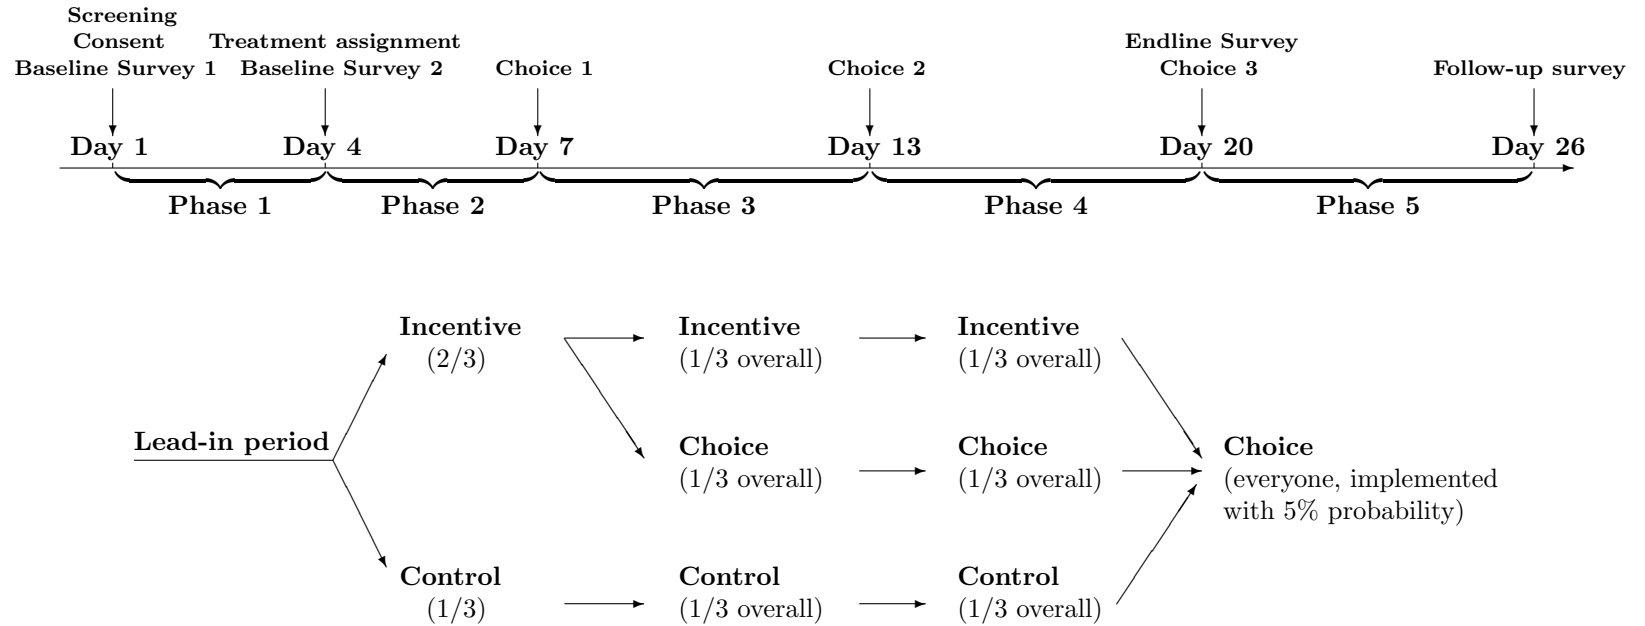 Screening
Consent
Baseline Survey 1
Treatment assignment
Baseline Survey 2
Choice 1
Choice 2
Endline Survey
Choice 3
Follow-up survey
Day 1
Day 4
Day 7
Day 13
Day 20
Day 26
Phase 1
Phase 2
Phase 3
Phase 4
Phase 5
Lead-in period
Incentive
(2/3)
Control
(1/3)
Incentive
(1/3 overall)
Choice
(1/3 overall)
Control
(1/3 overall)
Incentive
(1/3 overall)
Choice
(1/3 overall)
Control
(1/3 overall)
Choice
(everyone, implemented
with 5% probability)